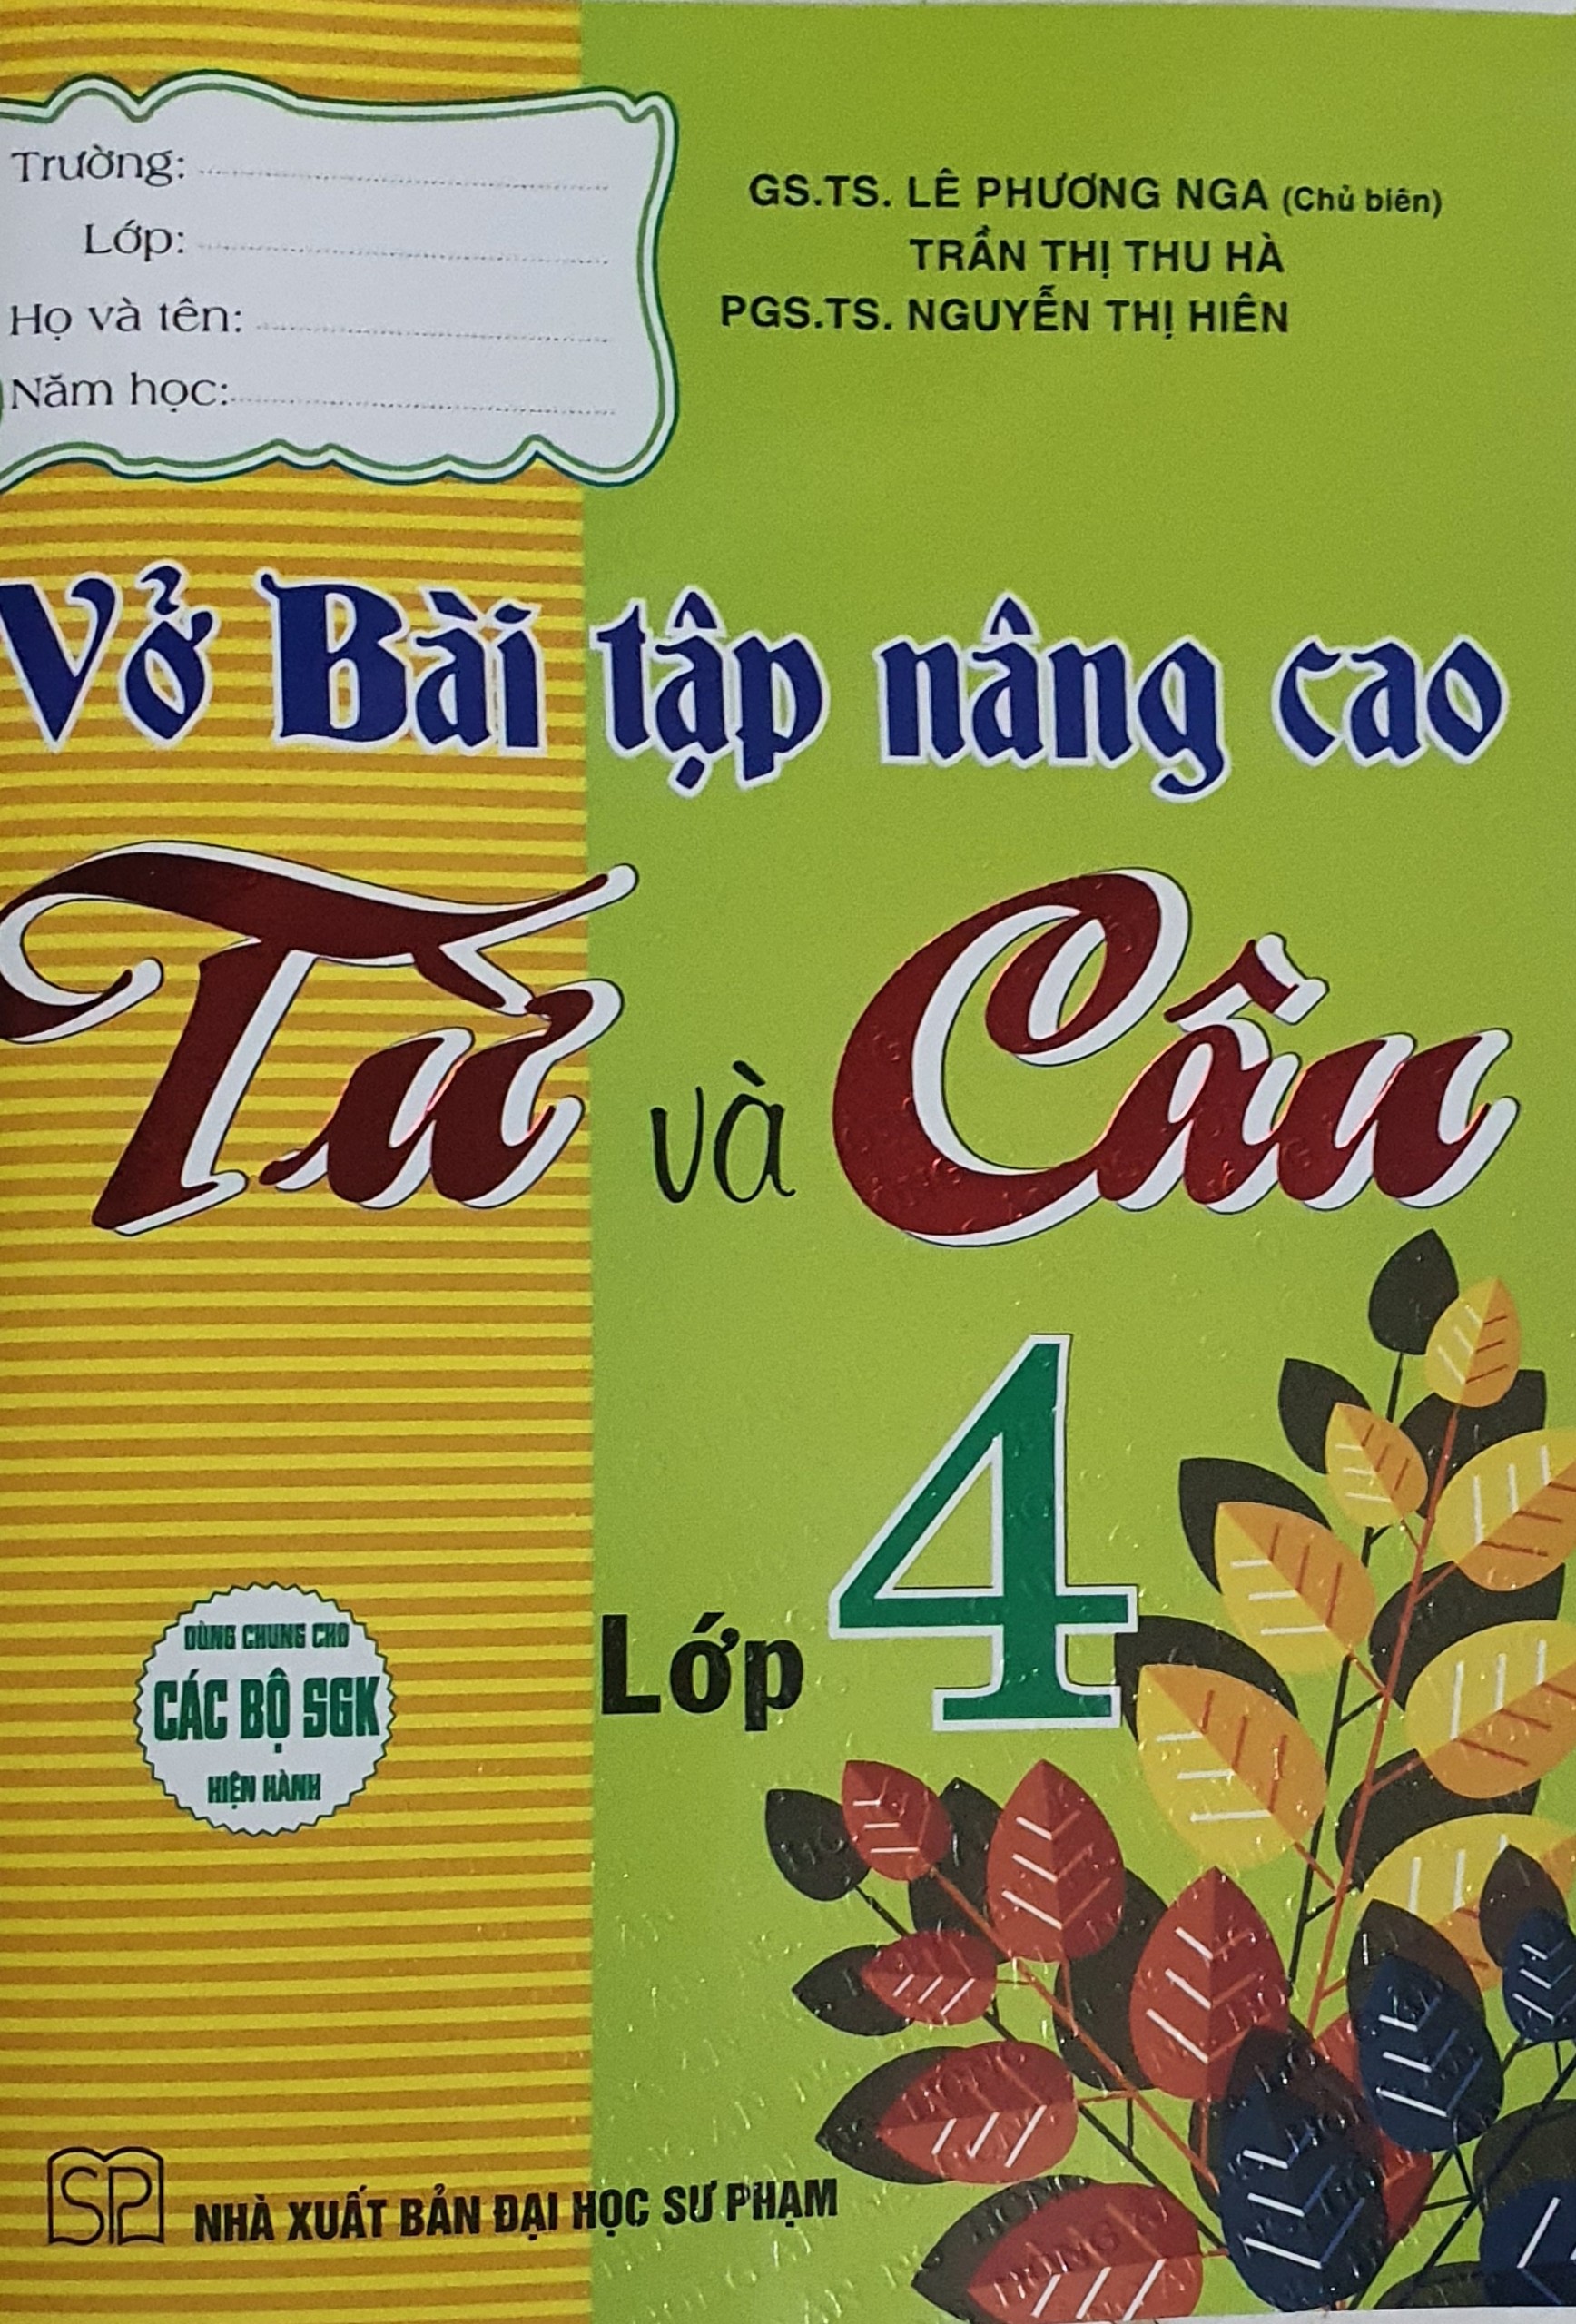 Trường:
Lớp:
Họ và tên:
Năm học:
GS.TS. LÊ PHƯƠNG NGA (Chủ biên)
TRẦN THỊ THU HÀ
PGS.TS. NGUYỄN THỊ HIÊN
Vở Bài tập nâng cao
Từ và Câu
Lớp 4
DÙNG CHUNG CHO
CÁC BỘ SGK
HIỆN HÀNH
SP
NHÀ XUẤT BẢN ĐẠI HỌC SƯ PHẠM